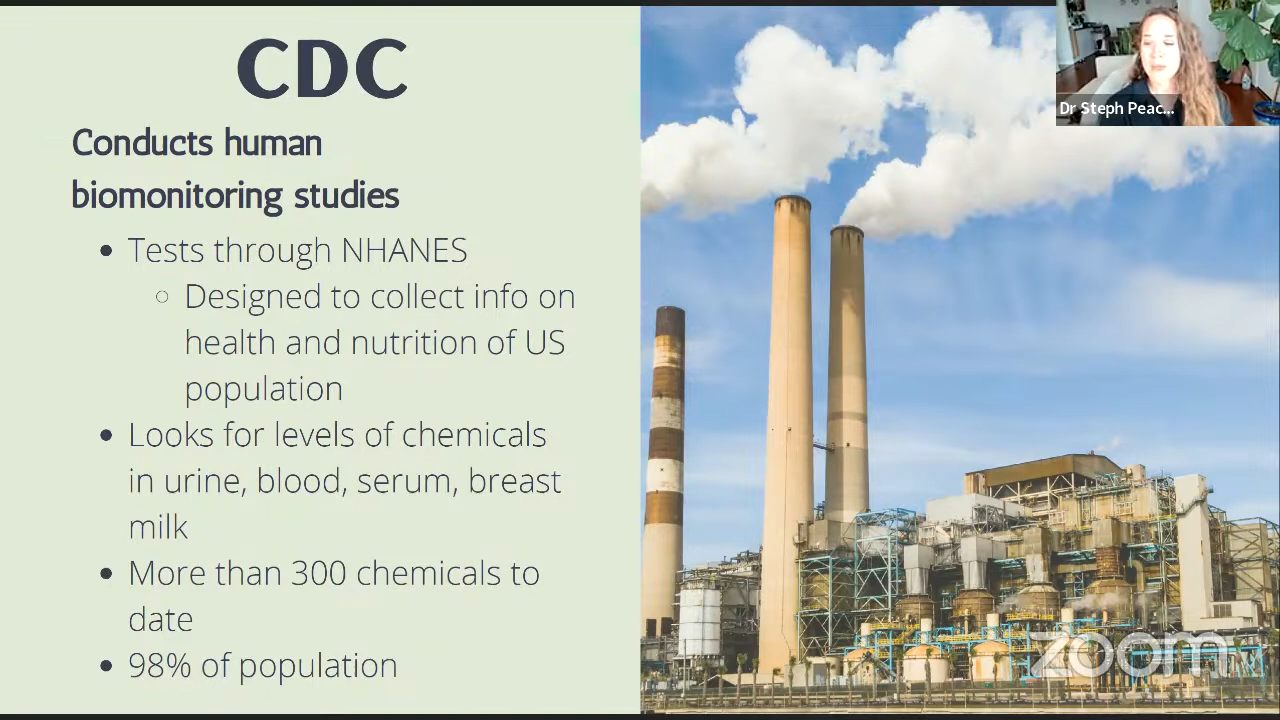 CDC
Conducts human
biomonitoring studies
Tests through NHANES
Designed to collect info on
health and nutrition of US
population
Looks for levels of chemicals
in urine, blood, serum, breast
milk
More than 300 chemicals to
date
98% of population
Dr Steph Peac...
zoom